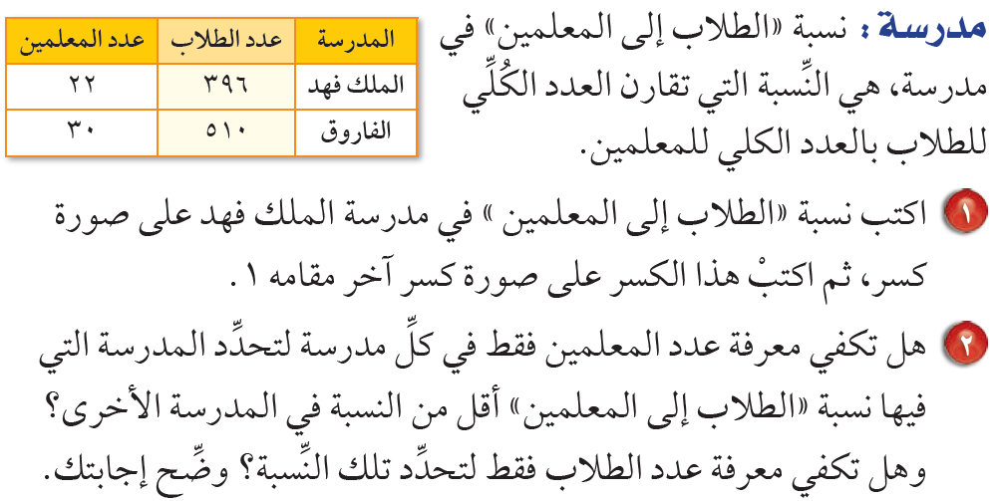 مدرسة : نسبة «الطلاب إلى المعلمين» في
مدرسة، هي النِّسبة التي تقارن العدد الكُلِّي
للطلاب بالعدد الكلي للمعلمين.
المدرسة عدد الطلاب عدد المعلمين
الملك فهد ٣٩٦ ٢٢
الفاروق ٥١٠ ٣٠
١ اكتب نسبة «الطلاب إلى المعلمين » في مدرسة الملك فهد على صورة
كسر، ثم اكتبْ هذا الكسر على صورة كسر آخر مقامه ١ .
٢ هل تكفي معرفة عدد المعلمين فقط في كلِّ مدرسة لتحدِّد المدرسة التي
فيها نسبة «الطلاب إلى المعلمين» أقل من النسبة في المدرسة الأخرى؟
وهل تكفي معرفة عدد الطلاب فقط لتحدِّد تلك النِّسبة؟ وضِّح إجابتك.